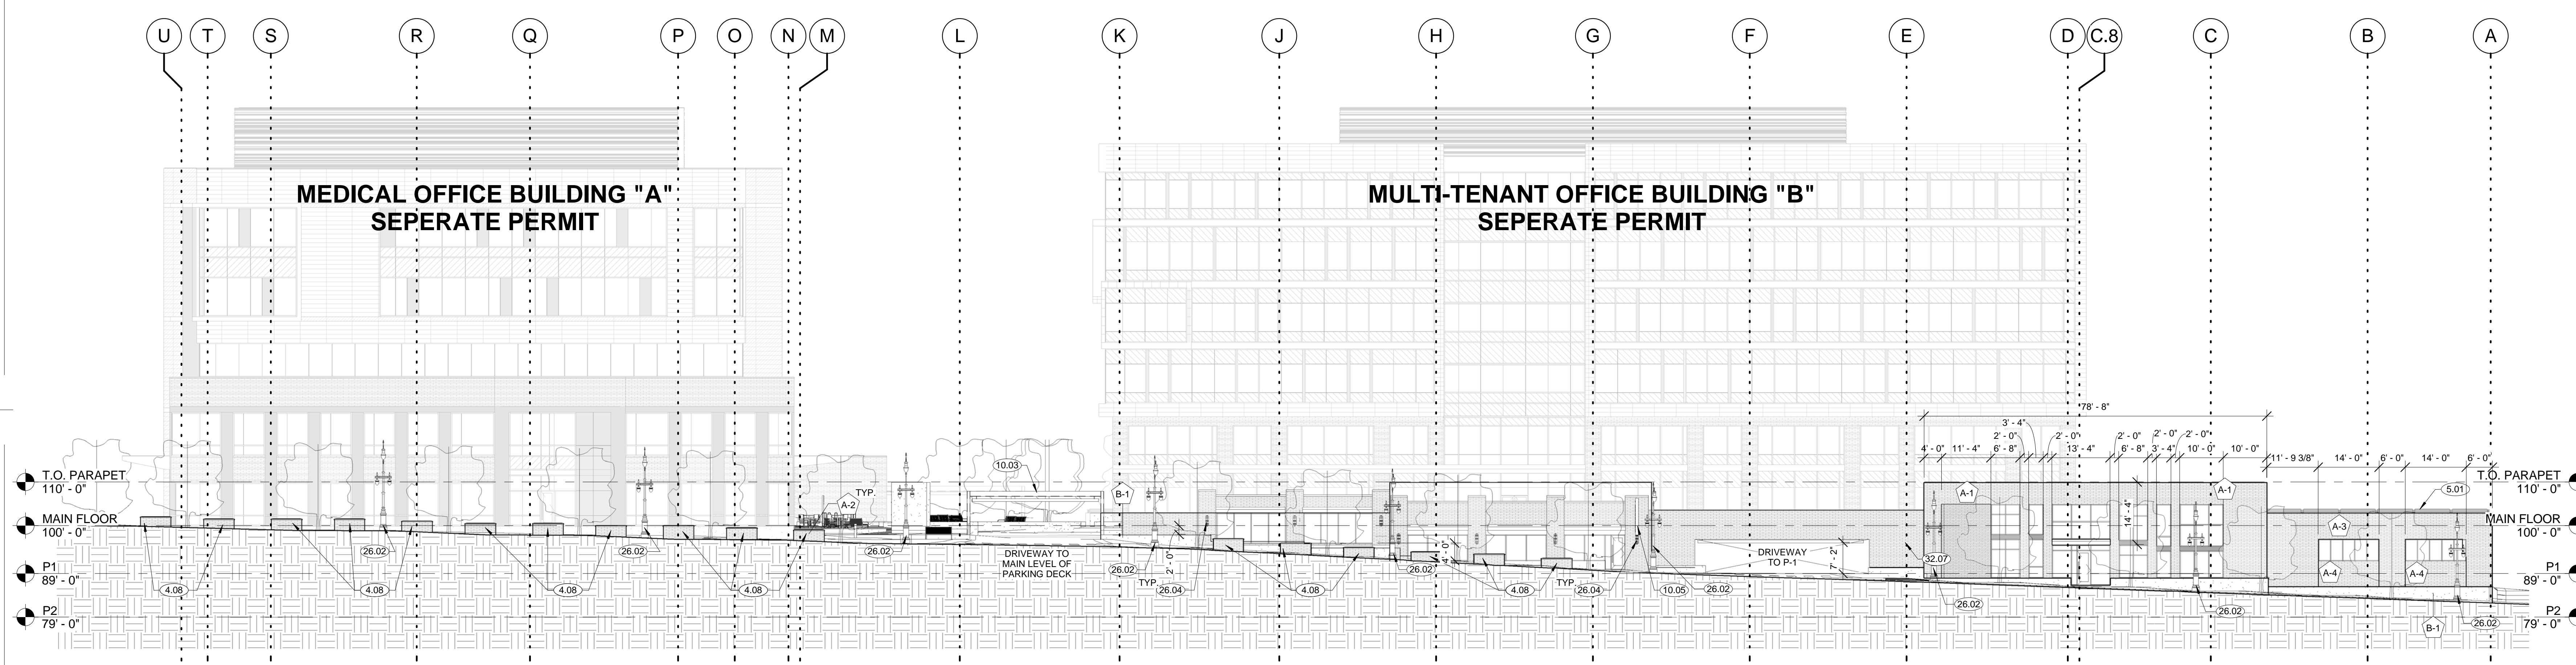 U T S R Q P O N M L K J H G F E D C.8 C B A
MEDICAL OFFICE BUILDING "A"
SEPERATE PERMIT
MULTI-TENANT OFFICE BUILDING "B"
SEPERATE PERMIT
78' - 8"
3' - 4"
2' - 0" 2' - 0" 2' - 0" 2' - 0" 2' - 0"
4' - 0" 11' - 4" 6' - 8" 13' - 4" 6' - 8" 3' - 4" 10' - 0" 10' - 0"
11' - 9 3/8" 14' - 0" 6' - 0" 14' - 0" 6' - 0"
T.O. PARAPET
110' - 0"
MAIN FLOOR
100' - 0"
P1
89' - 0"
P2
79' - 0"
10.03
TYP.
A-2
B-1
A-1
A-1
14' - 4"
5.01
A-3
A-4
A-4
T.O. PARAPET
110' - 0"
MAIN FLOOR
100' - 0"
P1
89' - 0"
P2
79' - 0"
26.02
26.02
26.02
DRIVEWAY TO
MAIN LEVEL OF
PARKING DECK
26.02
2' - 0"
TYP.
26.04
26.02
4' - 0"
TYP.
26.04
10.05
26.02
DRIVEWAY
TO P-1
7' - 2"
32.07
26.02
26.02
26.02
B-1
4.08
4.08
4.08
4.08
4.08
4.08